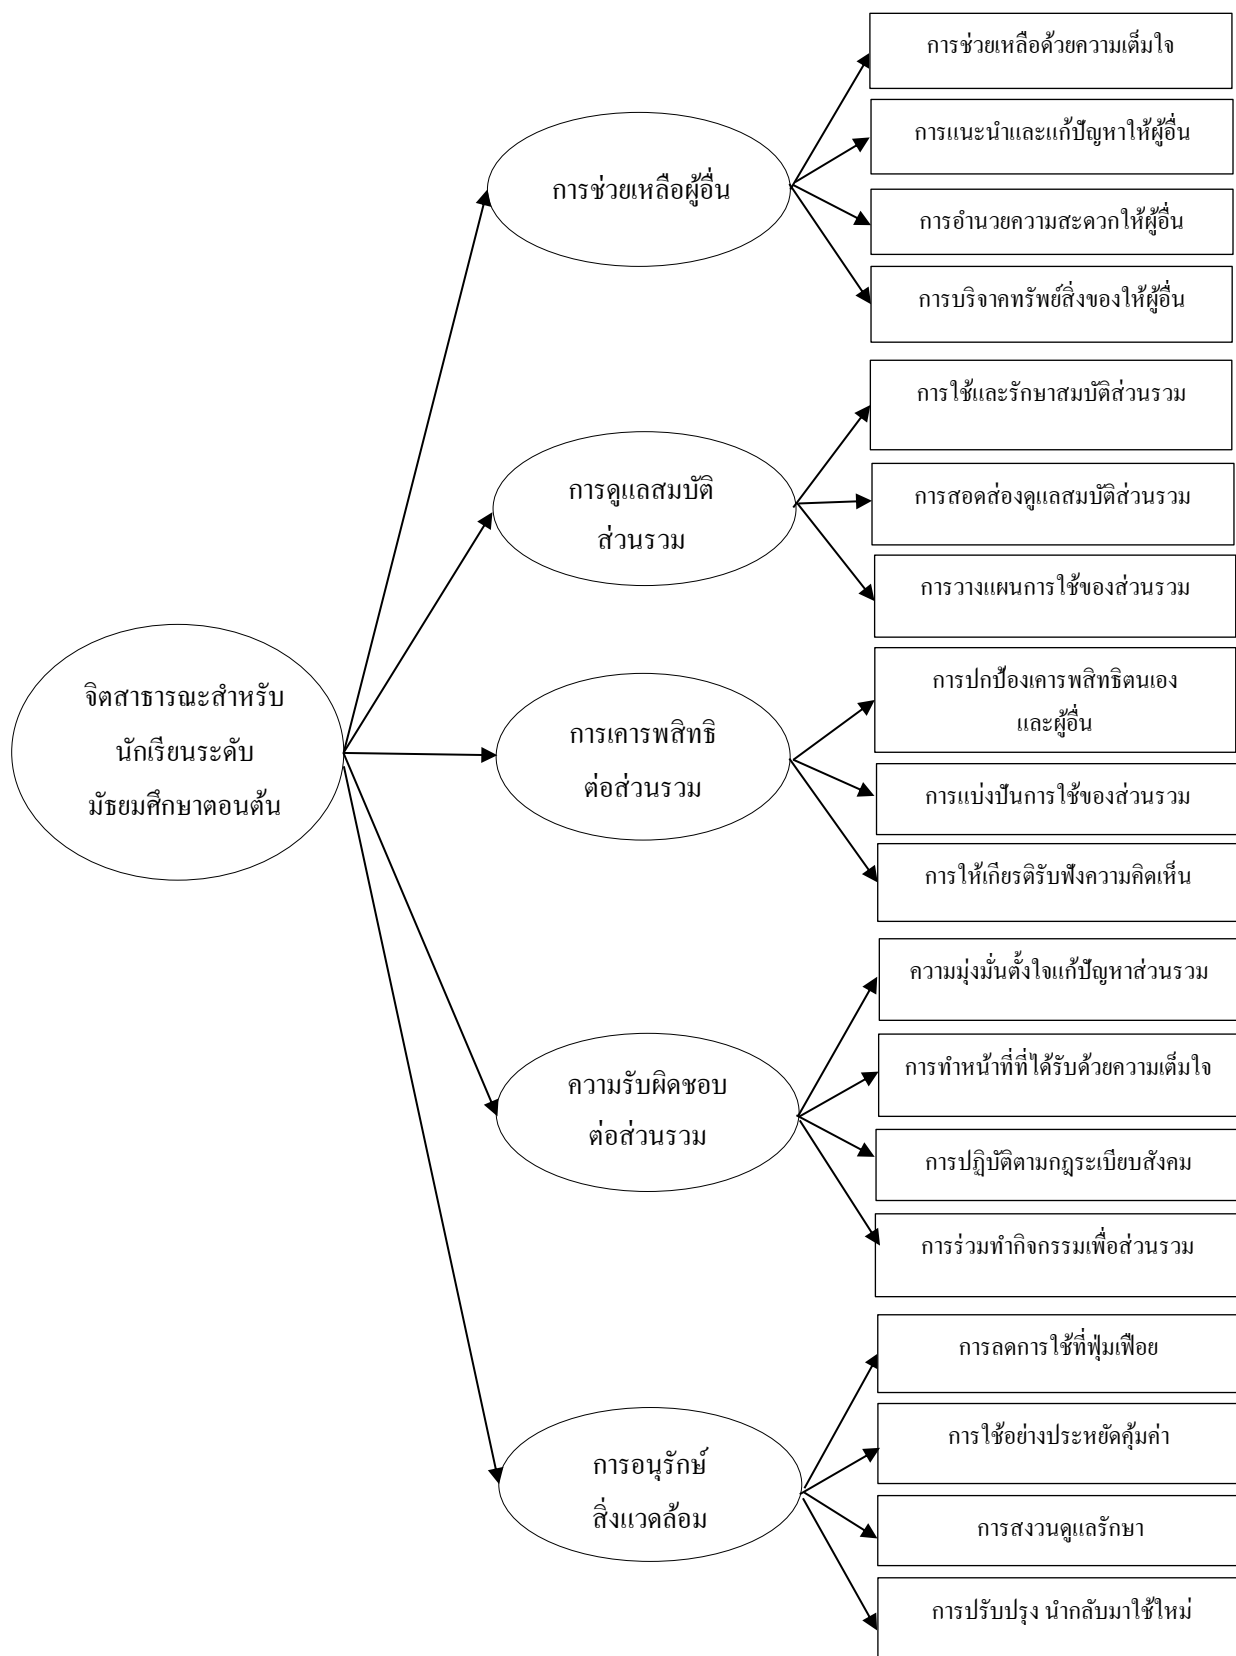 การช่วยเหลือด้วยความเต็มใจ
การแนะนำและแก้ปัญหาให้ผู้อื่น
การช่วยเหลือผู้อื่น
การอำนวยความสะดวกให้ผู้อื่น
การบริจาคทรัพย์สิ่งของให้ผู้อื่น
การใช้และรักษาสมบัติส่วนรวม
การดูแลสมบัติ
ส่วนรวม
การสอดส่องดูแลสมบัติส่วนรวม
การวางแผนการใช้ของส่วนรวม
จิตสาธารณะสำหรับ
นักเรียนระดับ
มัธยมศึกษาตอนต้น
การปกป้องเคารพสิทธิตนเอง
และผู้อื่น
การเคารพสิทธิ
ต่อส่วนรวม
การแบ่งปันการใช้ของส่วนรวม
การให้เกียรติรับฟังความคิดเห็น
ความมุ่งมั่นตั้งใจแก้ปัญหาส่วนรวม
การทำหน้าที่ที่ได้รับด้วยความเต็มใจ
ความรับผิดชอบ
ต่อส่วนรวม
การปฏิบัติตามกฎระเบียบสังคม
การร่วมทำกิจกรรมเพื่อส่วนรวม
การลดการใช้ที่ฟุ่มเฟือย
การใช้อย่างประหยัดคุ้มค่า
การอนุรักษ์
สิ่งแวดล้อม
การสงวนดูแลรักษา
การปรับปรุง นำกลับมาใช้ใหม่